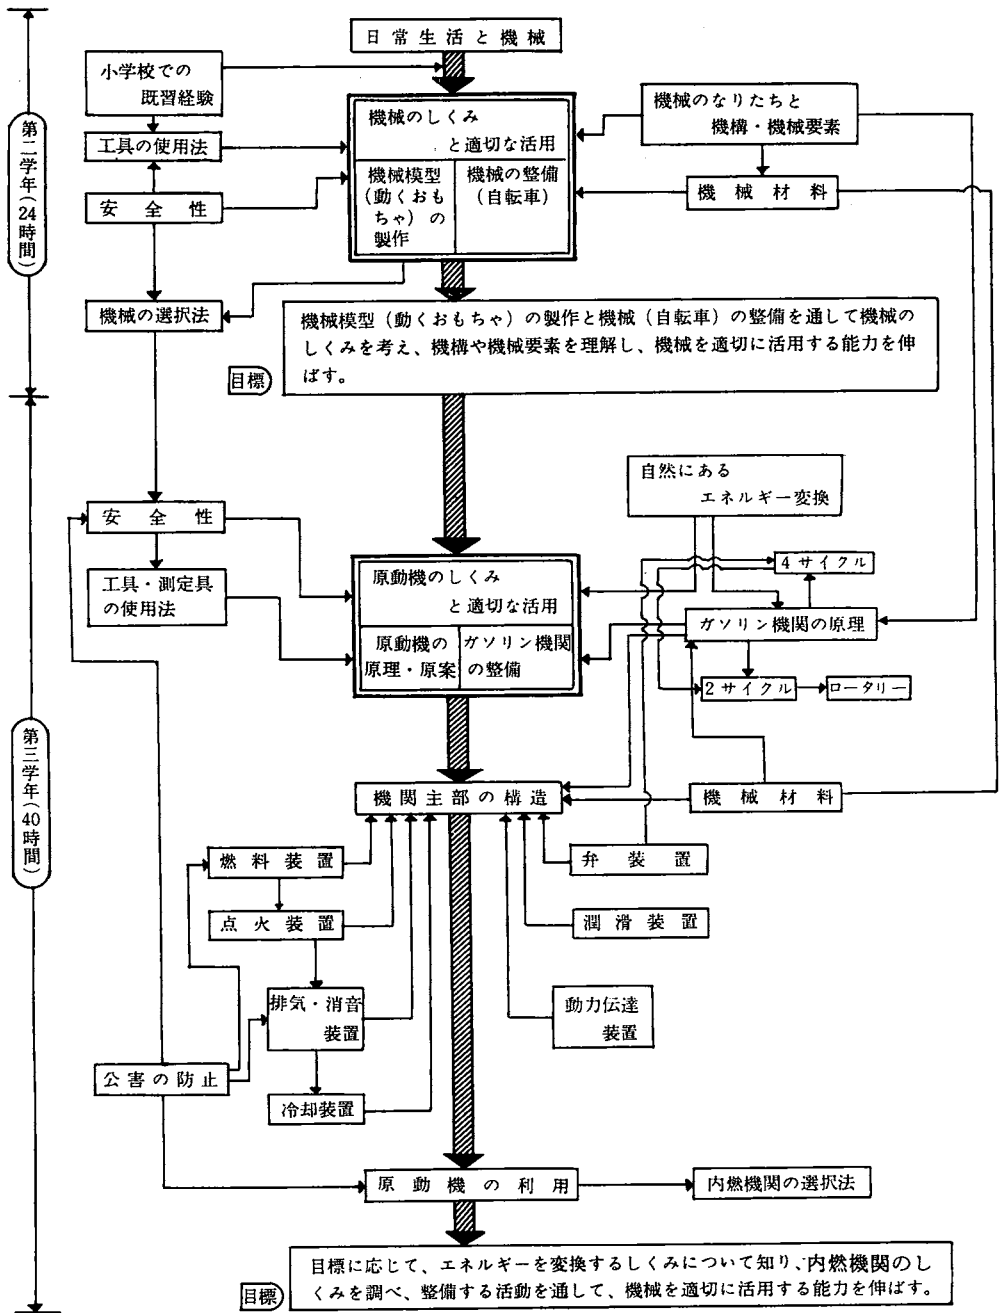 日常生活と機械
小学校での
既習経験
工具の使用法
安全性
機械の選択法
機械のしくみ
と適切な活用
機械模型
(動くおも
ちゃ)の
製作
機械の整備
(自転車)
機械のなりたちと
機構・機械要素
機械材料
第二学年(24時間)
機械模型(動くおもちゃ)の製作と機械(自転車)の整備を通して機械の
しくみを考え、機構や機械要素を理解し、機械を適切に活用する能力を伸
ばす。
目標
自然にある
エネルギー変換
安全性
工具・測定具
の使用法
原動機のしくみ
と適切な活用
原動機の
原理・原案
ガソリン機関
の整備
4サイクル
ガソリン機関の原理
2サイクル
ロータリー
第三学年(40時間)
機関主部の構造
機械材料
燃料装置
弁装置
点火装置
潤滑装置
排気・消音
装置
動力伝達
装置
公害の防止
冷却装置
原動機の利用
内燃機関の選択法
目標に応じて、エネルギーを変換するしくみについて知り、内燃機関のし
くみを調べ、整備する活動を通して、機械を適切に活用する能力を伸ばす。
目標